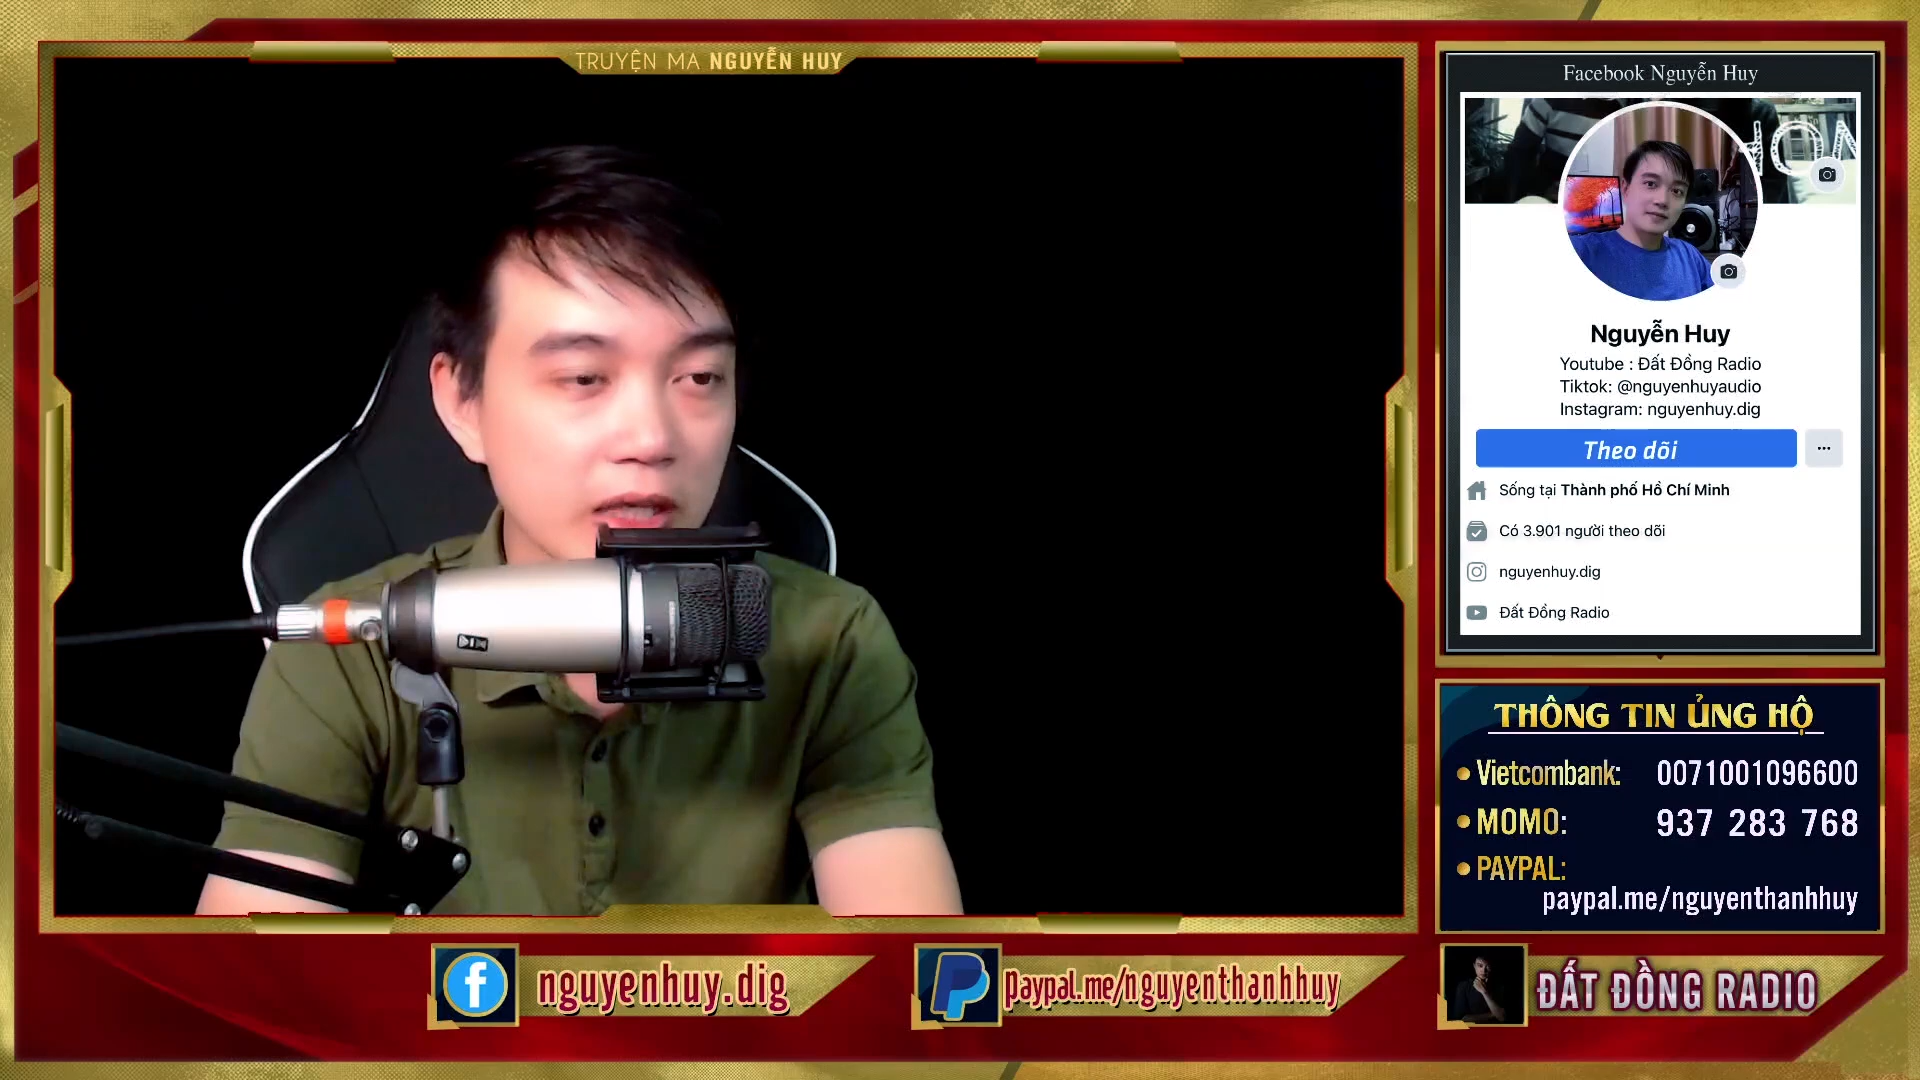 TRUYỆN MA NGUYỄN HUY
Facebook Nguyễn Huy
Nguyễn Huy
Youtube : Đất Đồng Radio
Tiktok: @nguyenhuyaudio
Instagram: nguyenhuy.dig
Theo dõi
Sống tại Thành phố Hồ Chí Minh
Có 3.901 người theo dõi
nguyenhuy.dig
Đất Đồng Radio
THÔNG TIN ỦNG HỘ
Vietcombank: 0071001096600
MOMO: 937 283 768
PAYPAL:
paypal.me/nguyenthanhhuy
nguyenhuy.dig
paypal.me/nguyenthanhhuy
ĐẤT ĐỒNG RADIO